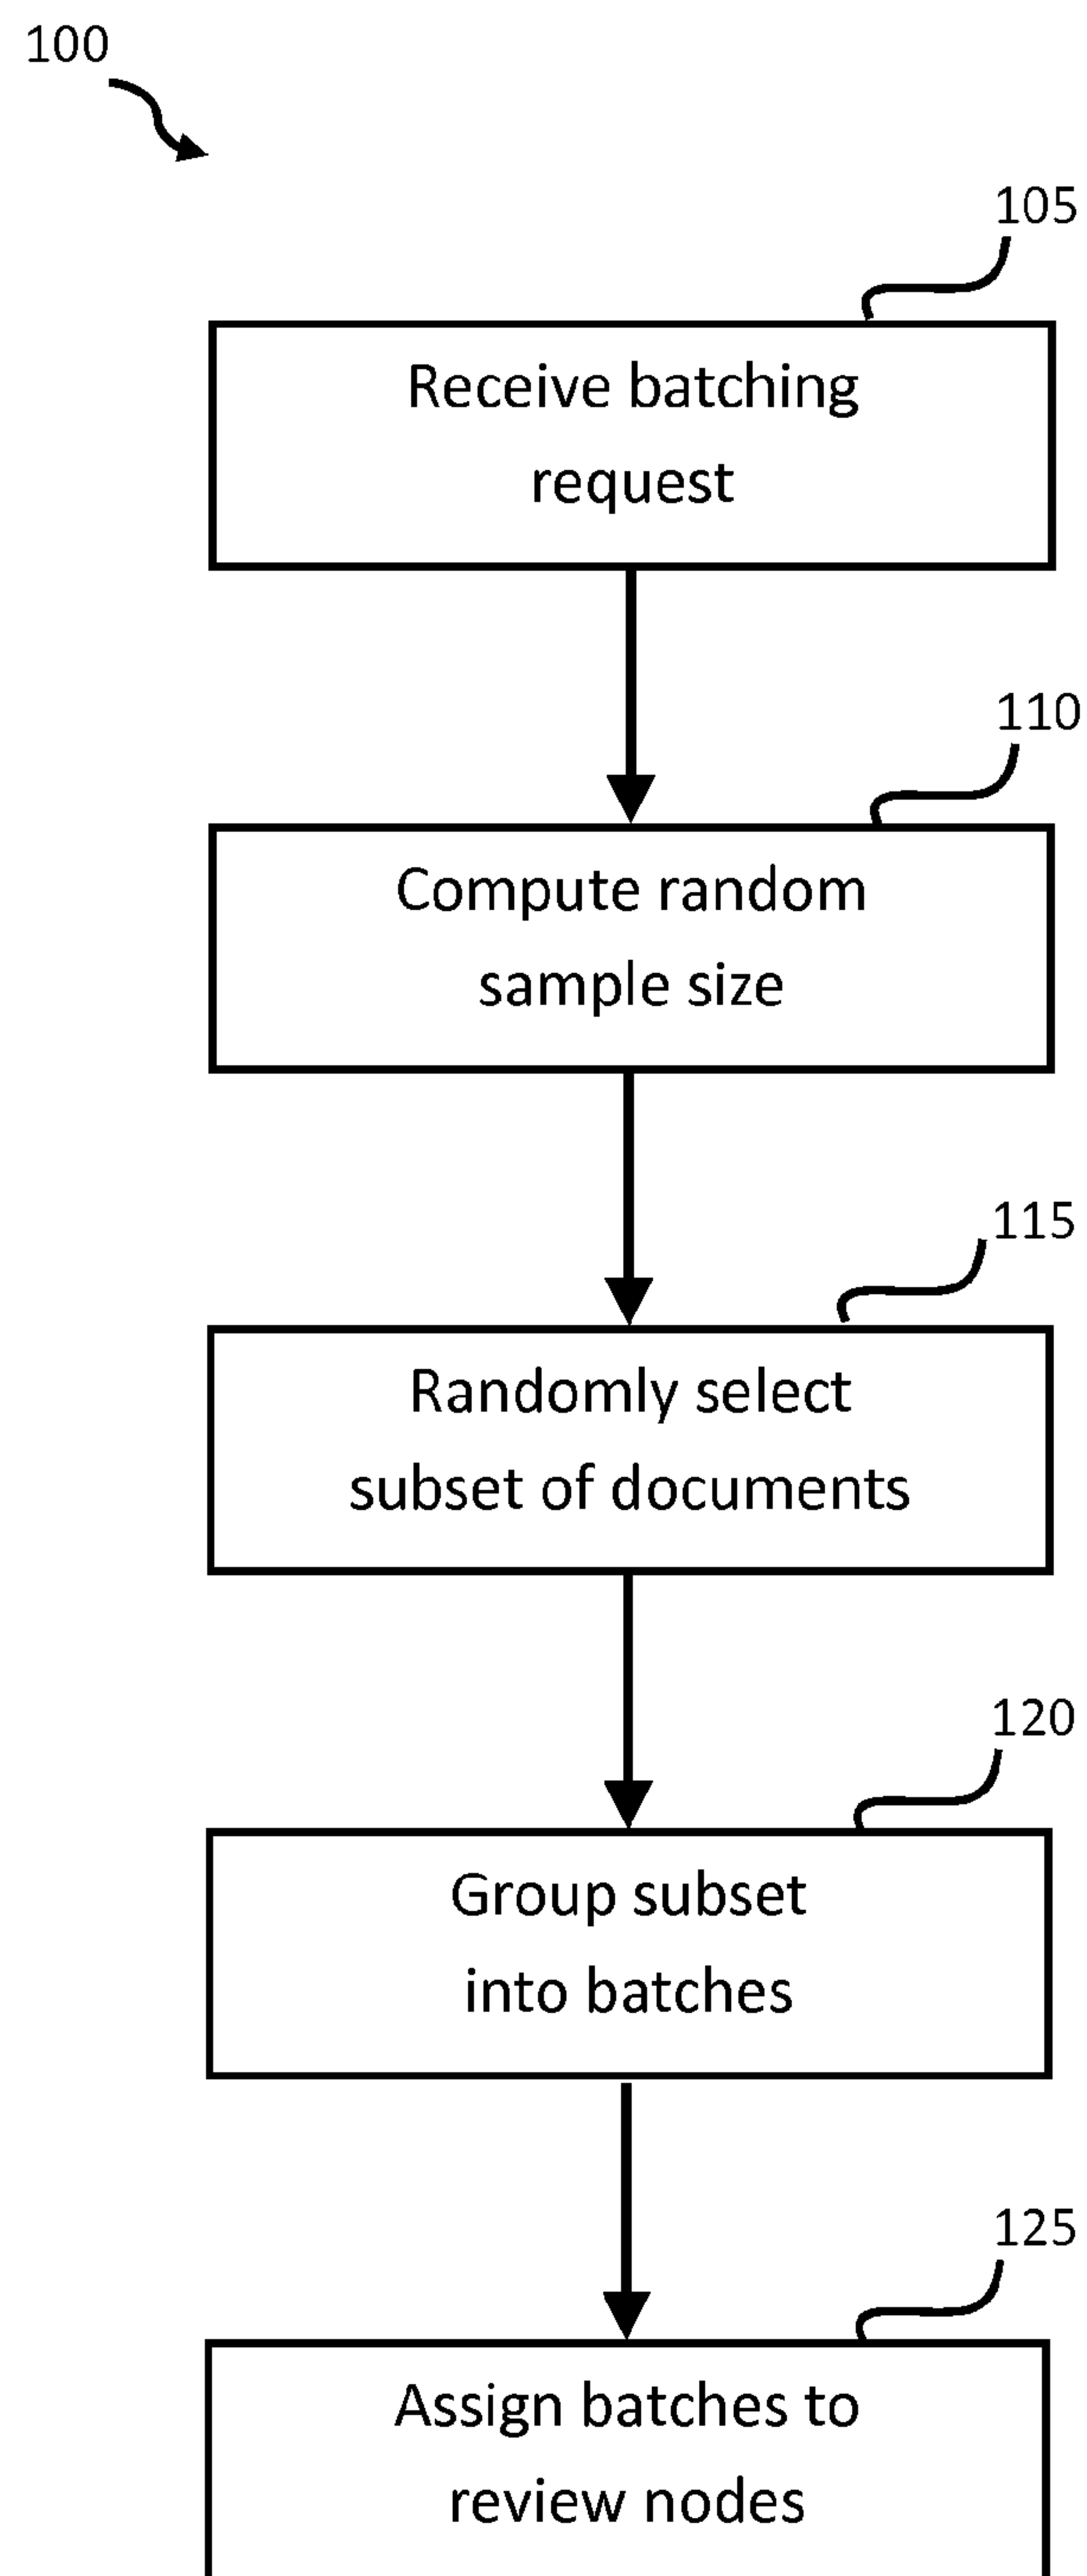 100
105
Receive batching
request
110
Compute random
sample size
115
Randomly select
subset of documents
120
Group subset
into batches
125
Assign batches to
review nodes